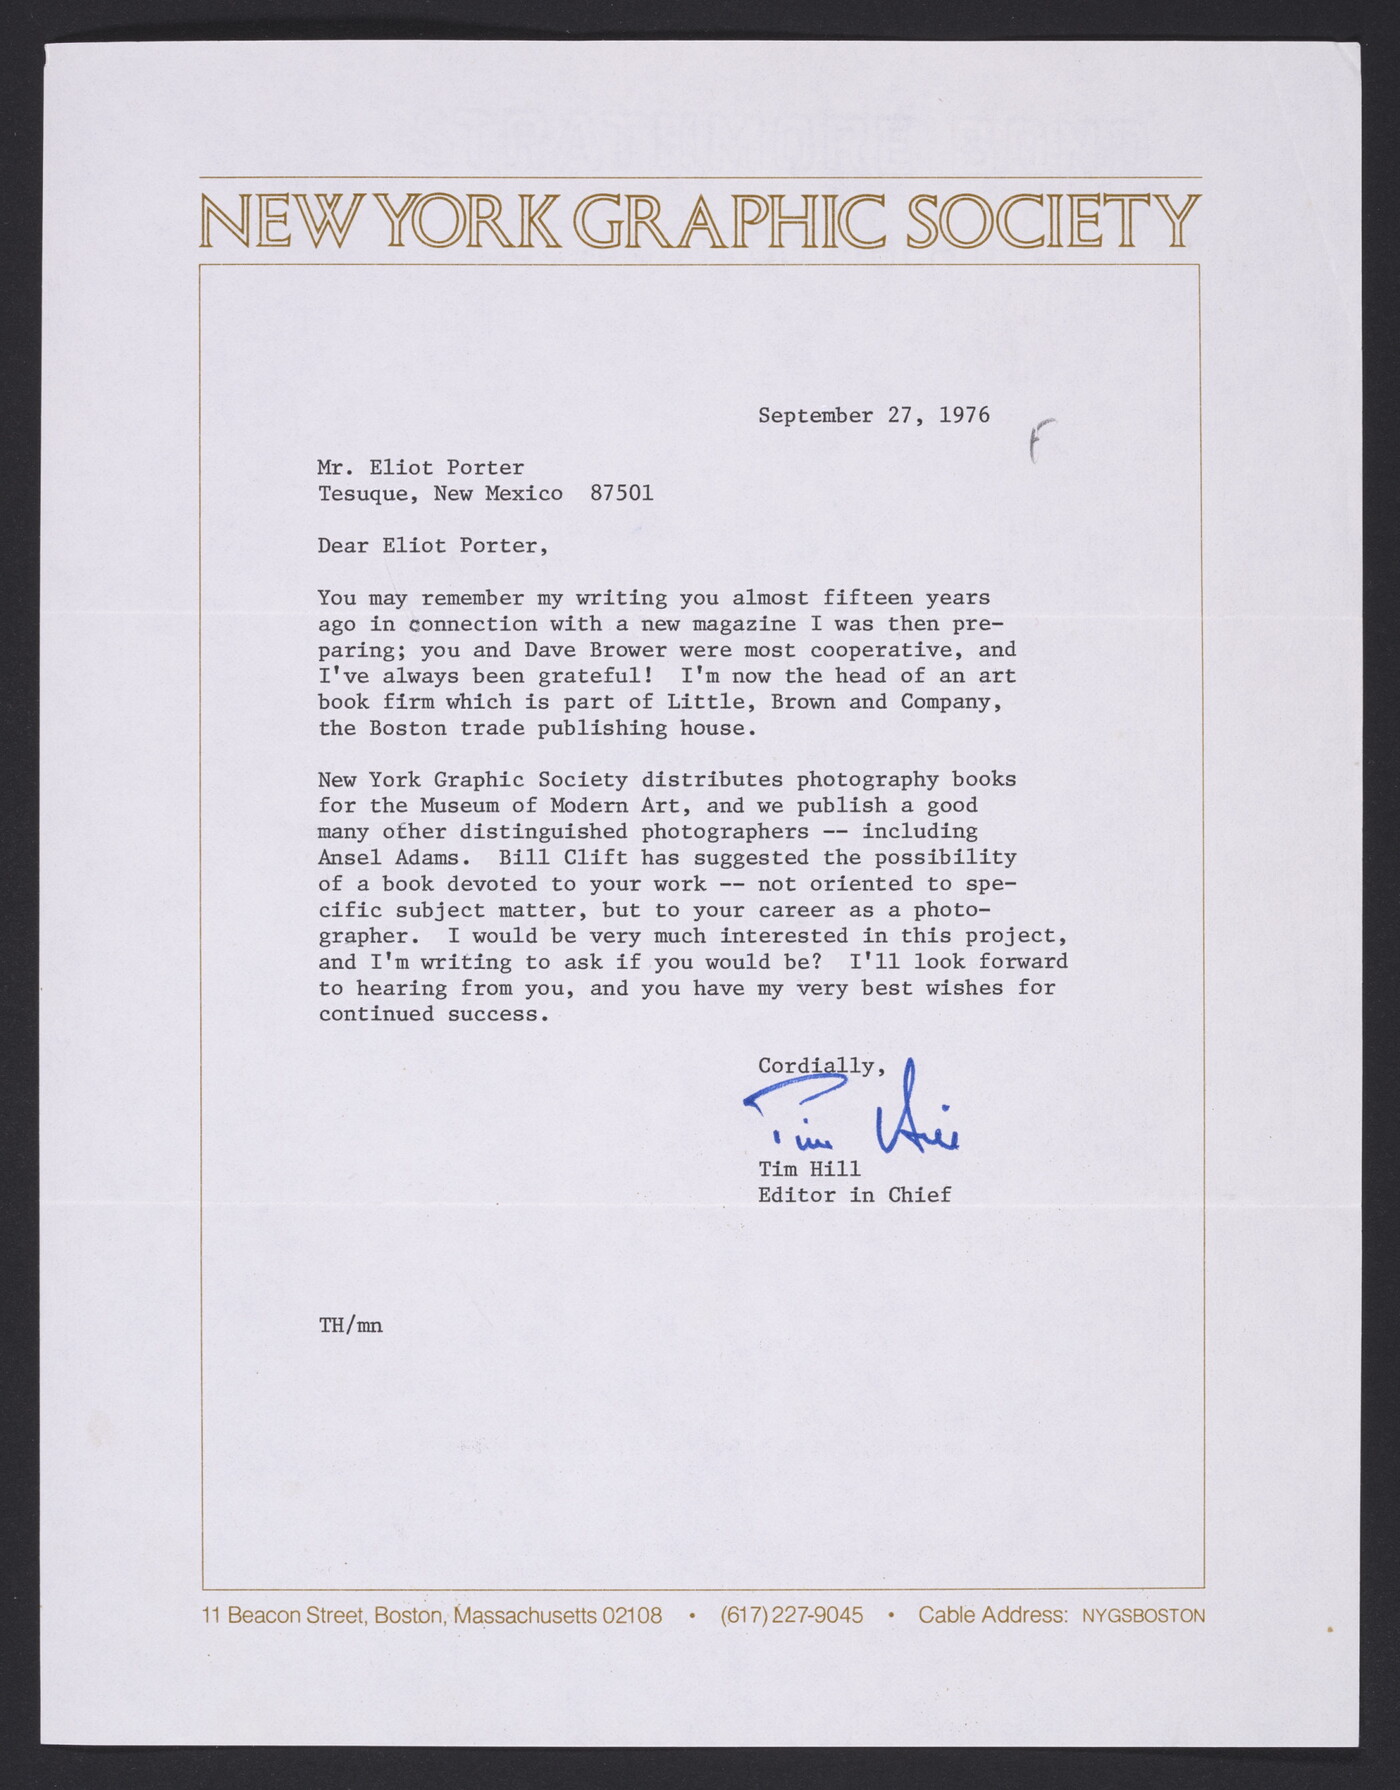 NEW YORK GRAPHIC SOCIETY
September 27, 1976
F
Mr. Eliot Porter
Tesuque, New Mexico  87501
Dear Eliot Porter,
You may remember my writing you almost fifteen years
ago in connection with a new magazine I was then pre-
paring; you and Dave Brower were most cooperative, and
I've always been grateful!  I'm now the head of an art
book firm which is part of Little, Brown and Company,
the Boston trade publishing house.
New York Graphic Society distributes photography books
for the Museum of Modern Art, and we publish a good
many other distinguished photographers -- including
Ansel Adams.  Bill Clift has suggested the possibility
of a book devoted to your work -- not oriented to spe-
cific subject matter, but to your career as a photo-
grapher.  I would be very much interested in this project,
and I'm writing to ask if you would be?  I'll look forward
to hearing from you, and you have my very best wishes for
continued success.
Cordially,
Tim Hill
Tim Hill
Editor in Chief
TH/mn
11 Beacon Street, Boston, Massachusetts 02108 • (617) 227-9045 • Cable Address: NYGSBOSTON